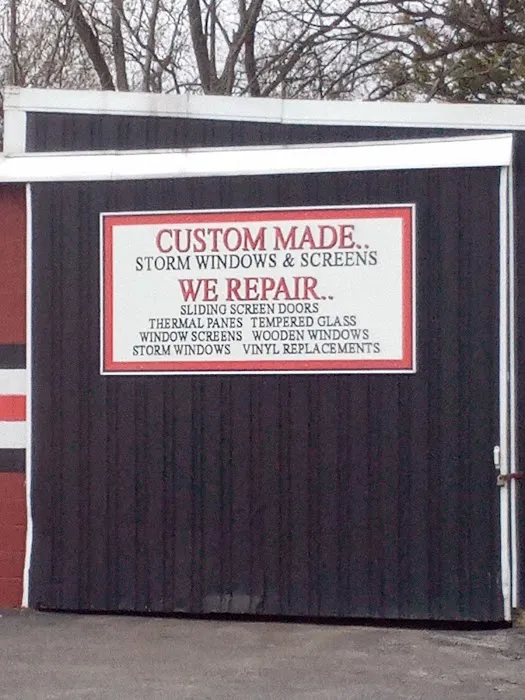 CUSTOM MADE..
STORM WINDOWS & SCREENS
WE REPAIR..
SLIDING SCREEN DOORS
THERMAL PANES TEMPERED GLASS
WINDOW SCREENS WOODEN WINDOWS
STORM WINDOWS VINYL REPLACEMENTS